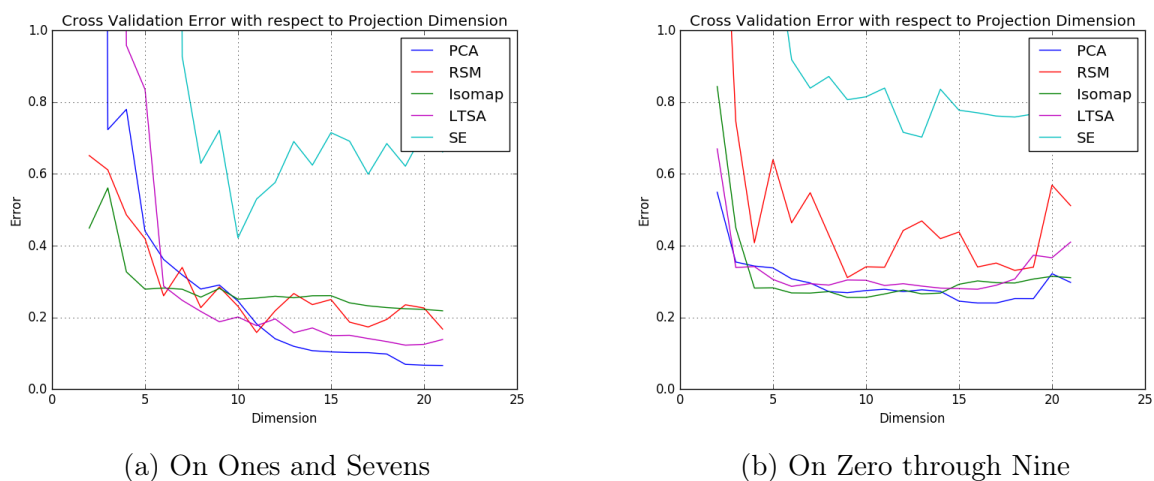 Cross Validation Error with respect to Projection Dimension
1.0
0.8
0.6
0.4
0.2
0.0
Error
0 5 10 15 20 25
Dimension
PCA
RSM
Isomap
LTSA
SE
(a) On Ones and Sevens
Cross Validation Error with respect to Projection Dimension
1.0
0.8
0.6
0.4
0.2
0.0
Error
0 5 10 15 20 25
Dimension
PCA
RSM
Isomap
LTSA
SE
(b) On Zero through Nine